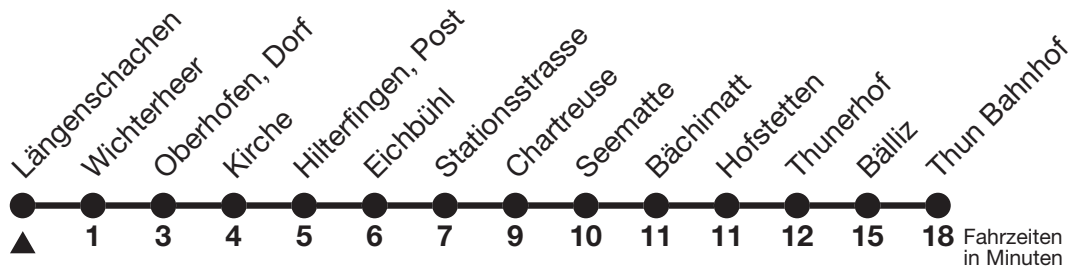 Längenschachen
Wichterheer
Oberhofen, Dorf
Kirche
Hilterfingen, Post
Eichbühl
Stationsstrasse
Chartreuse
Seematte
Bächimatt
Hofstetten
Thunerhof
Bälliz
Thun Bahnhof
1 3 4 5 6 7 9 10 11 11 12 15 18 Fahrzeiten
in Minuten